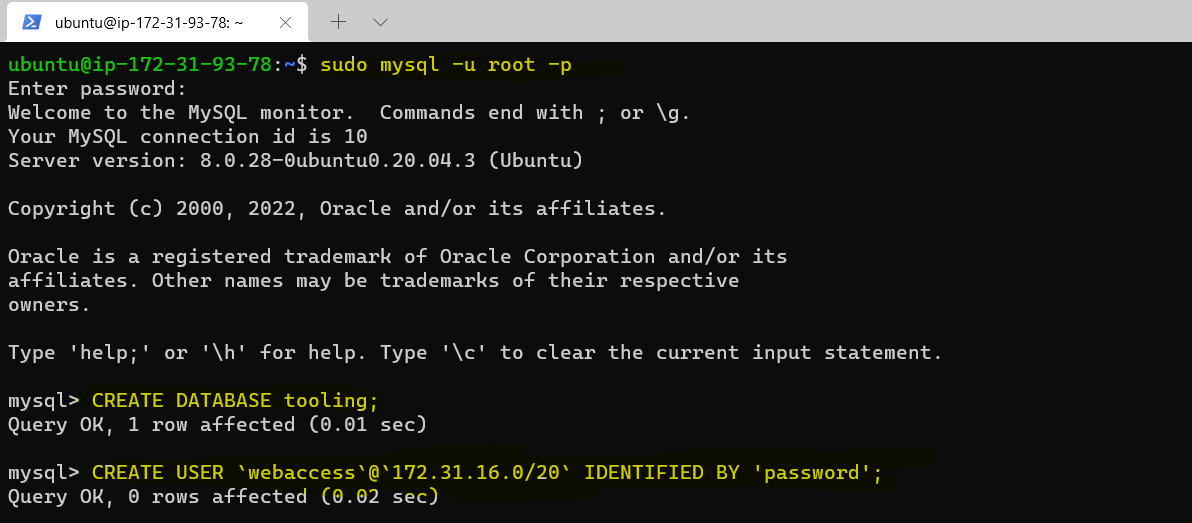 ubuntu@ip-172-31-93-78: ~
ubuntu@ip-172-31-93-78:~$ sudo mysql -u root -p
Enter password:
Welcome to the MySQL monitor.  Commands end with ; or \g.
Your MySQL connection id is 10
Server version: 8.0.28-0ubuntu0.20.04.3 (Ubuntu)
Copyright (c) 2000, 2022, Oracle and/or its affiliates.
Oracle is a registered trademark of Oracle Corporation and/or its
affiliates. Other names may be trademarks of their respective
owners.
Type 'help;' or '\h' for help. Type '\c' to clear the current input statement.
mysql> CREATE DATABASE tooling;
Query OK, 1 row affected (0.01 sec)
mysql> CREATE USER `webaccess`@`172.31.16.0/20` IDENTIFIED BY 'password';
Query OK, 0 rows affected (0.02 sec)